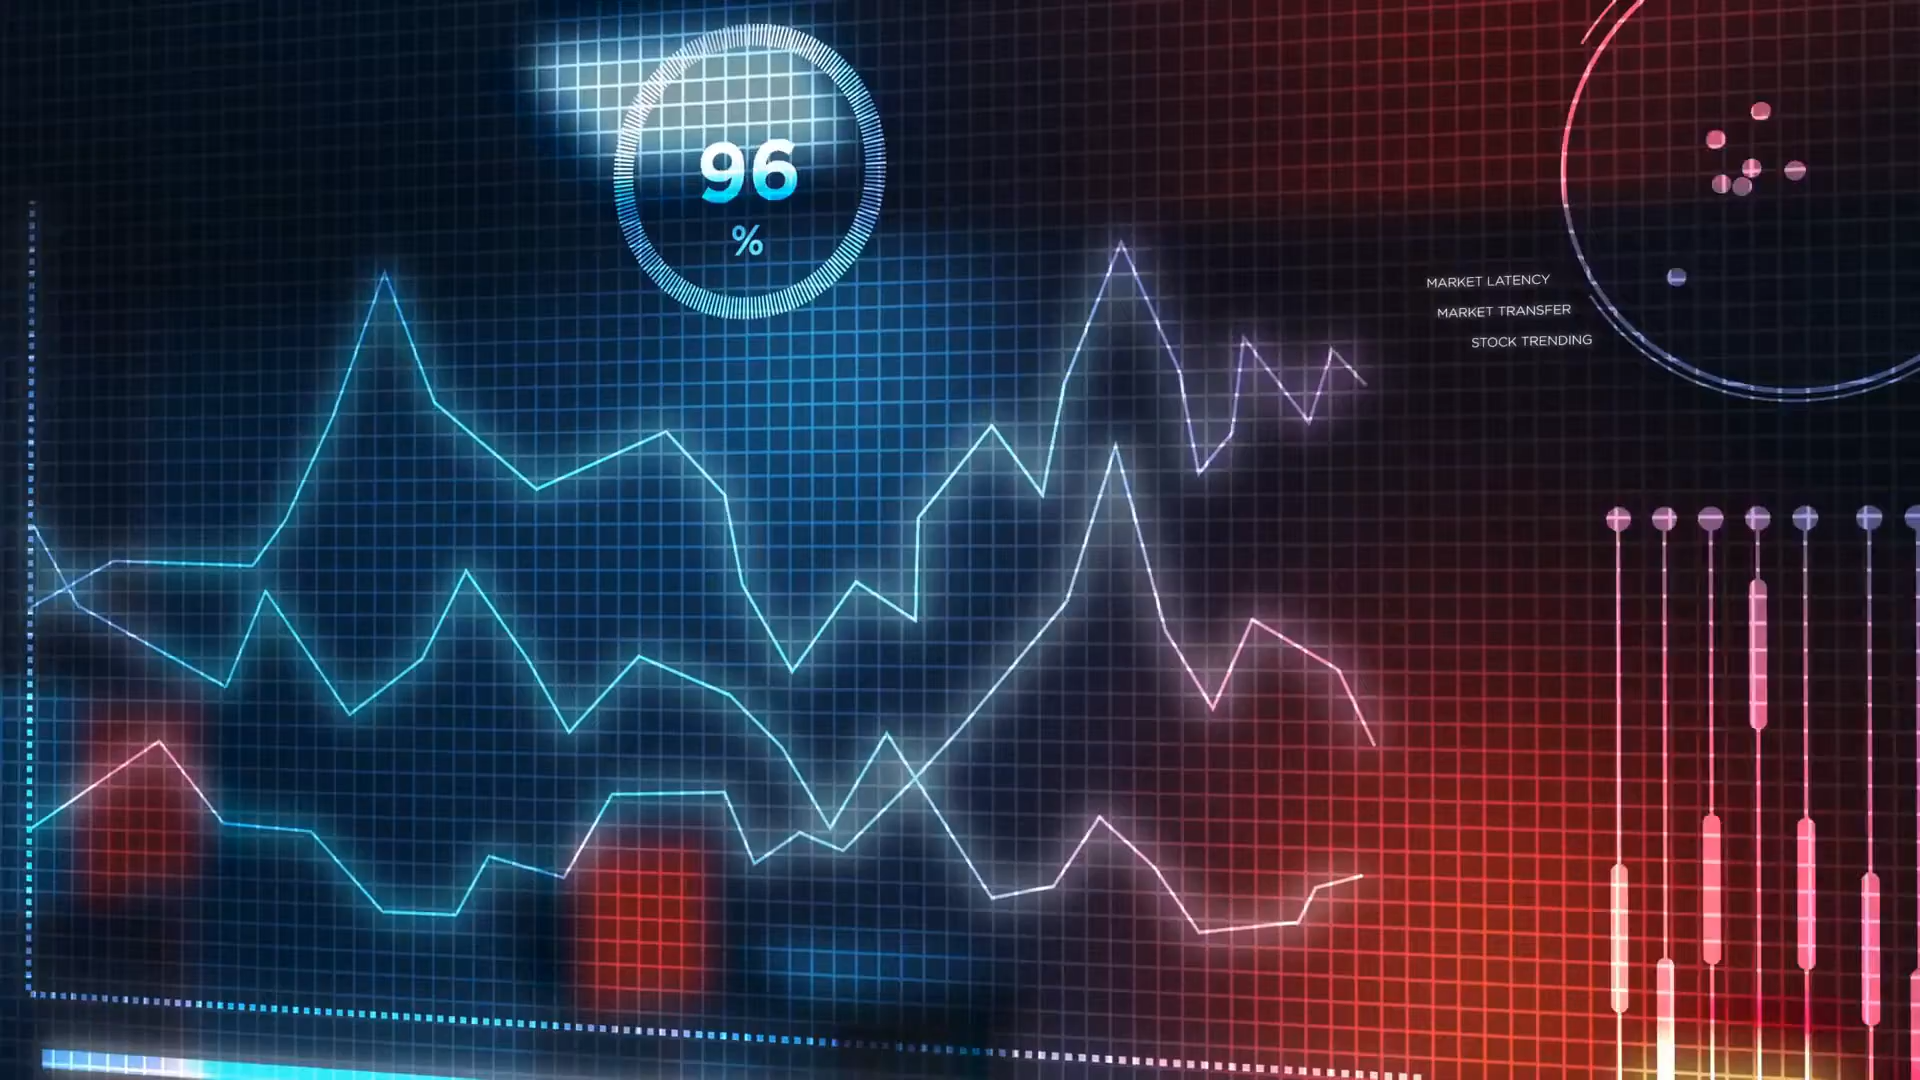 96
%
MARKET LATENCY
MARKET TRANSFER
STOCK TRENDING